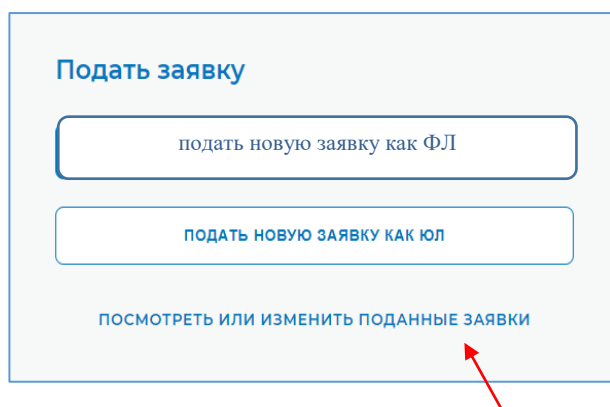 Подать заявку
подать новую заявку как ФЛ
ПОДАТЬ НОВУЮ ЗАЯВКУ КАК ЮЛ
ПОСМОТРЕТЬ ИЛИ ИЗМЕНИТЬ ПОДАННЫЕ ЗАЯВКИ